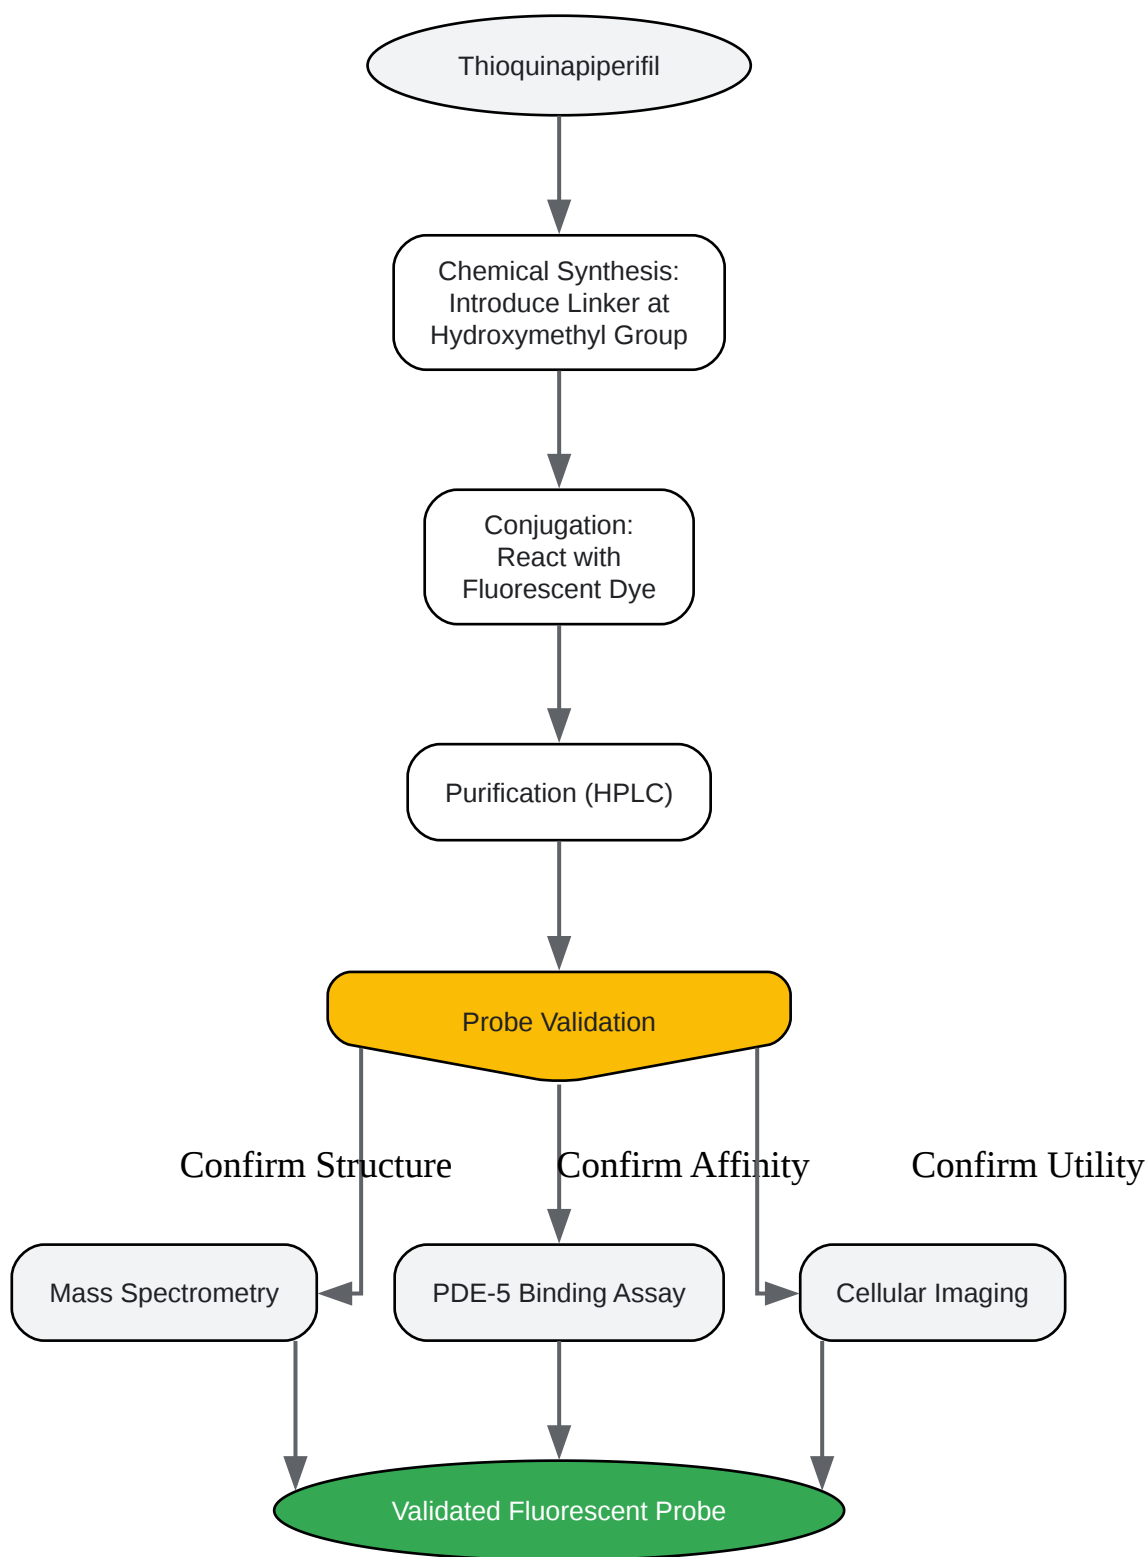 Thioquinapiperifil
Chemical Synthesis:
Introduce Linker at
Hydroxymethyl Group
Conjugation:
React with
Fluorescent Dye
Purification (HPLC)
Probe Validation
Confirm Structure
Confirm Affinity
Confirm Utility
Mass Spectrometry
PDE-5 Binding Assay
Cellular Imaging
Validated Fluorescent Probe